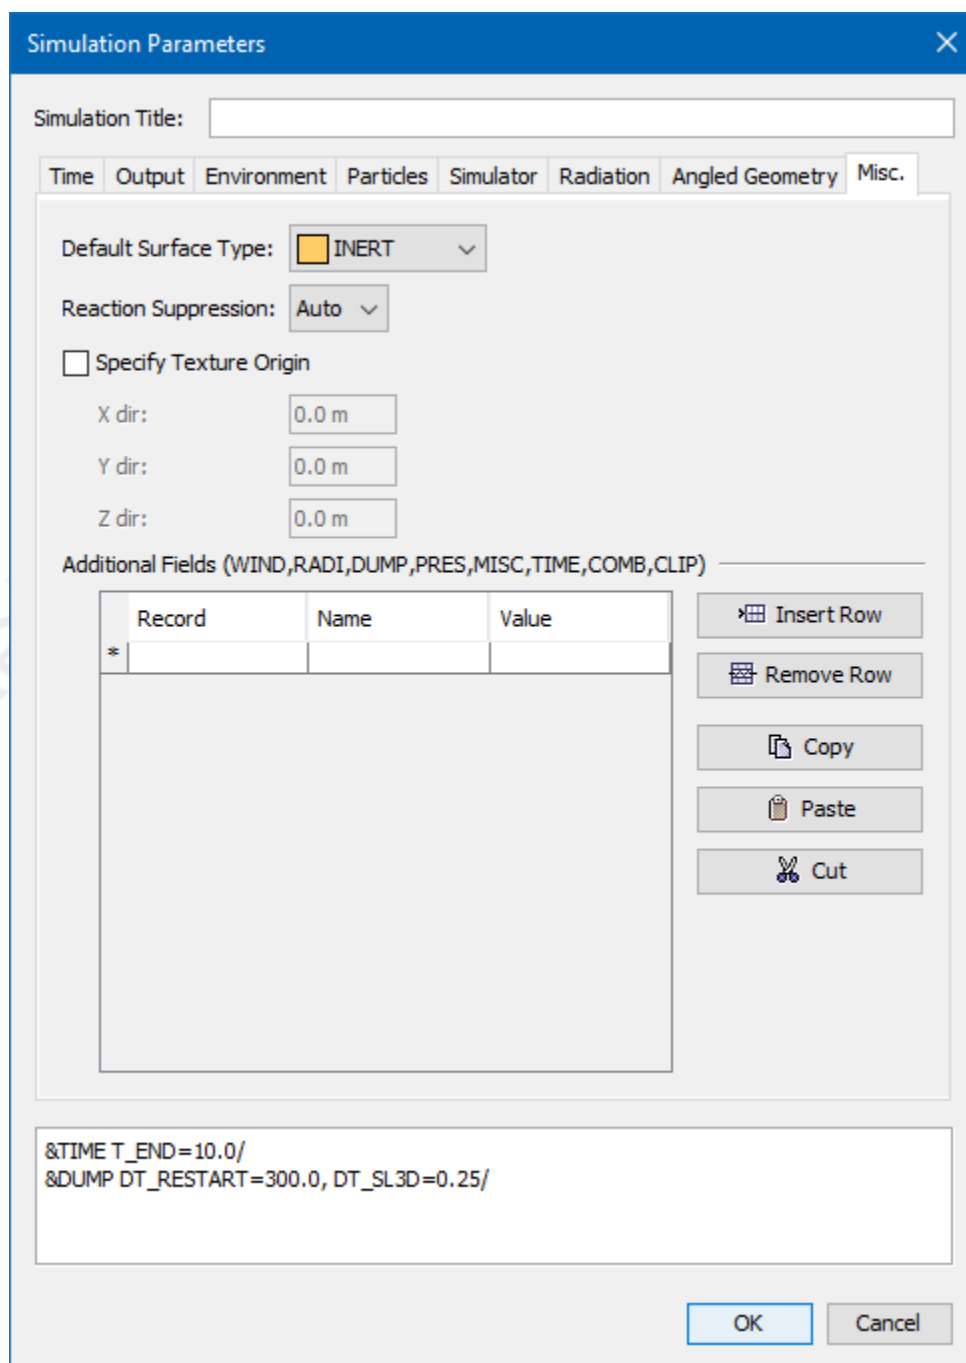 Simulation Parameters
Simulation Title:
Time Output Environment Particles Simulator Radiation Angled Geometry Misc.
Default Surface Type: INERT
Reaction Suppression: Auto
Specify Texture Origin
X dir: 0.0 m
Y dir: 0.0 m
Z dir: 0.0 m
Additional Fields (WIND,RADI,DUMP,PRES,MISC,TIME,COMB,CLIP)
Record Name Value Insert Row
*
Remove Row
Copy
Paste
Cut
&TIME T_END=10.0/
&DUMP DT_RESTART=300.0, DT_SL3D=0.25/
OK Cancel